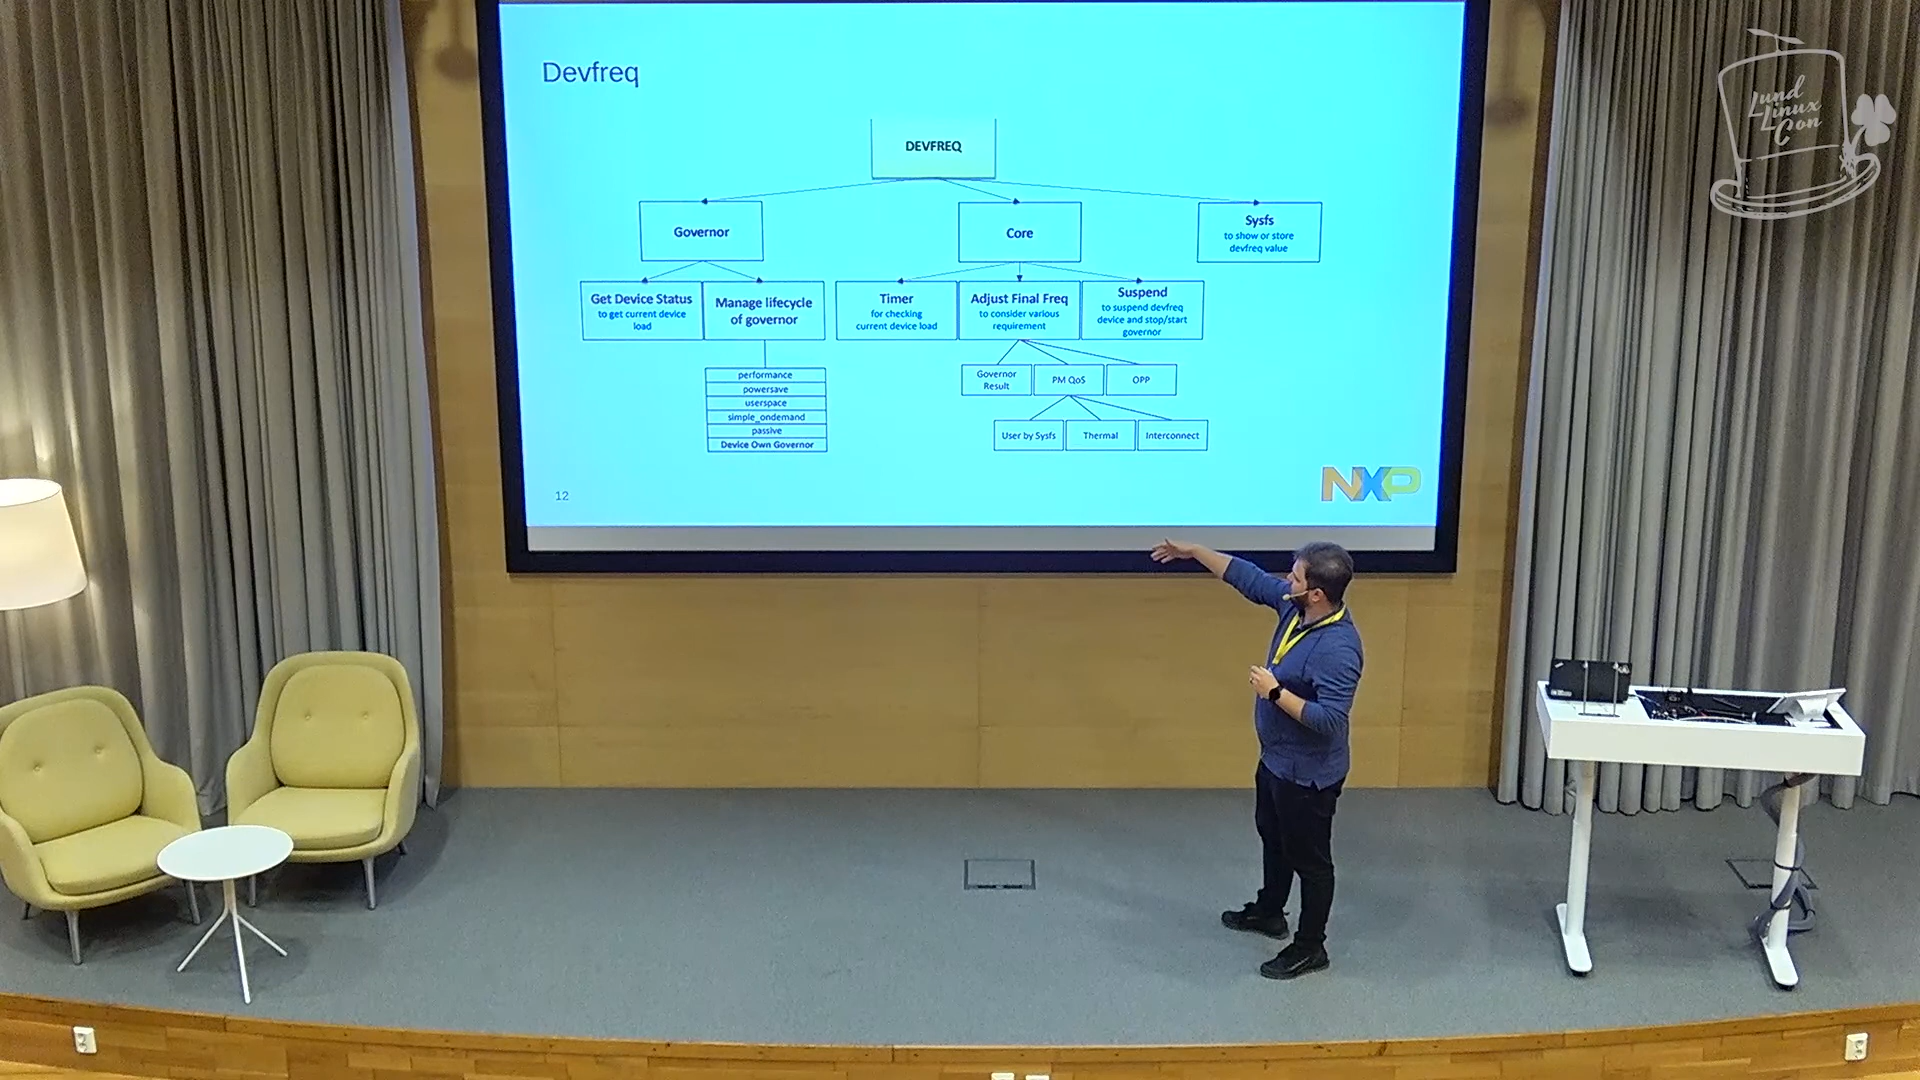 Devfreq
DEVFREQ
Governor
Core
Sysfs
to show or store
devfreq value
Get Device Status
to get current device
load
Manage lifecycle
of governor
Timer
for checking
current device load
Adjust Final Freq
to consider various
requirement
Suspend
to suspend devfreq
device and stop/start
governor
performance
powersave
userspace
simple_ondemand
passive
Device Own Governor
Governor
Result
PM QoS
OPP
User by Sysfs
Thermal
Interconnect
12
NXP
Lund
Linux
Con